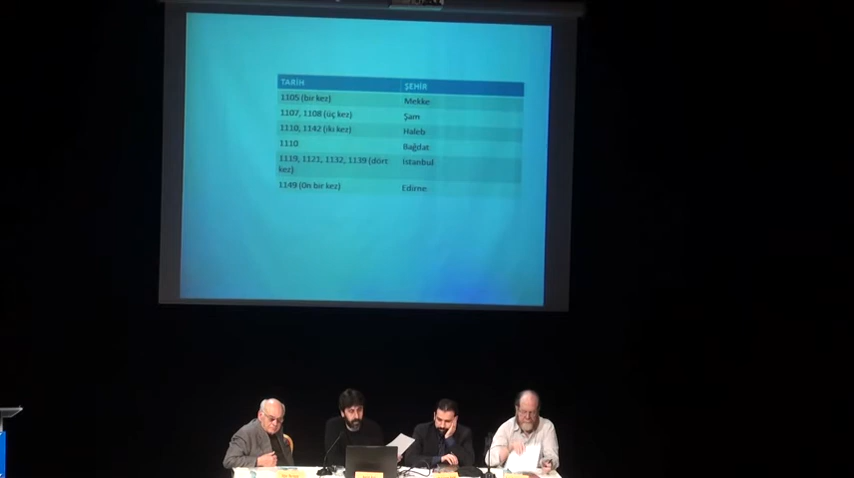 TARİH ŞEHİR
1105 (bir kez) Mekke
1107, 1108 (üç kez) Şam
1110, 1142 (iki kez) Haleb
1110 Bağdat
1119, 1121, 1132, 1139 (dört kez) İstanbul
1149 (On bir kez) Edirne